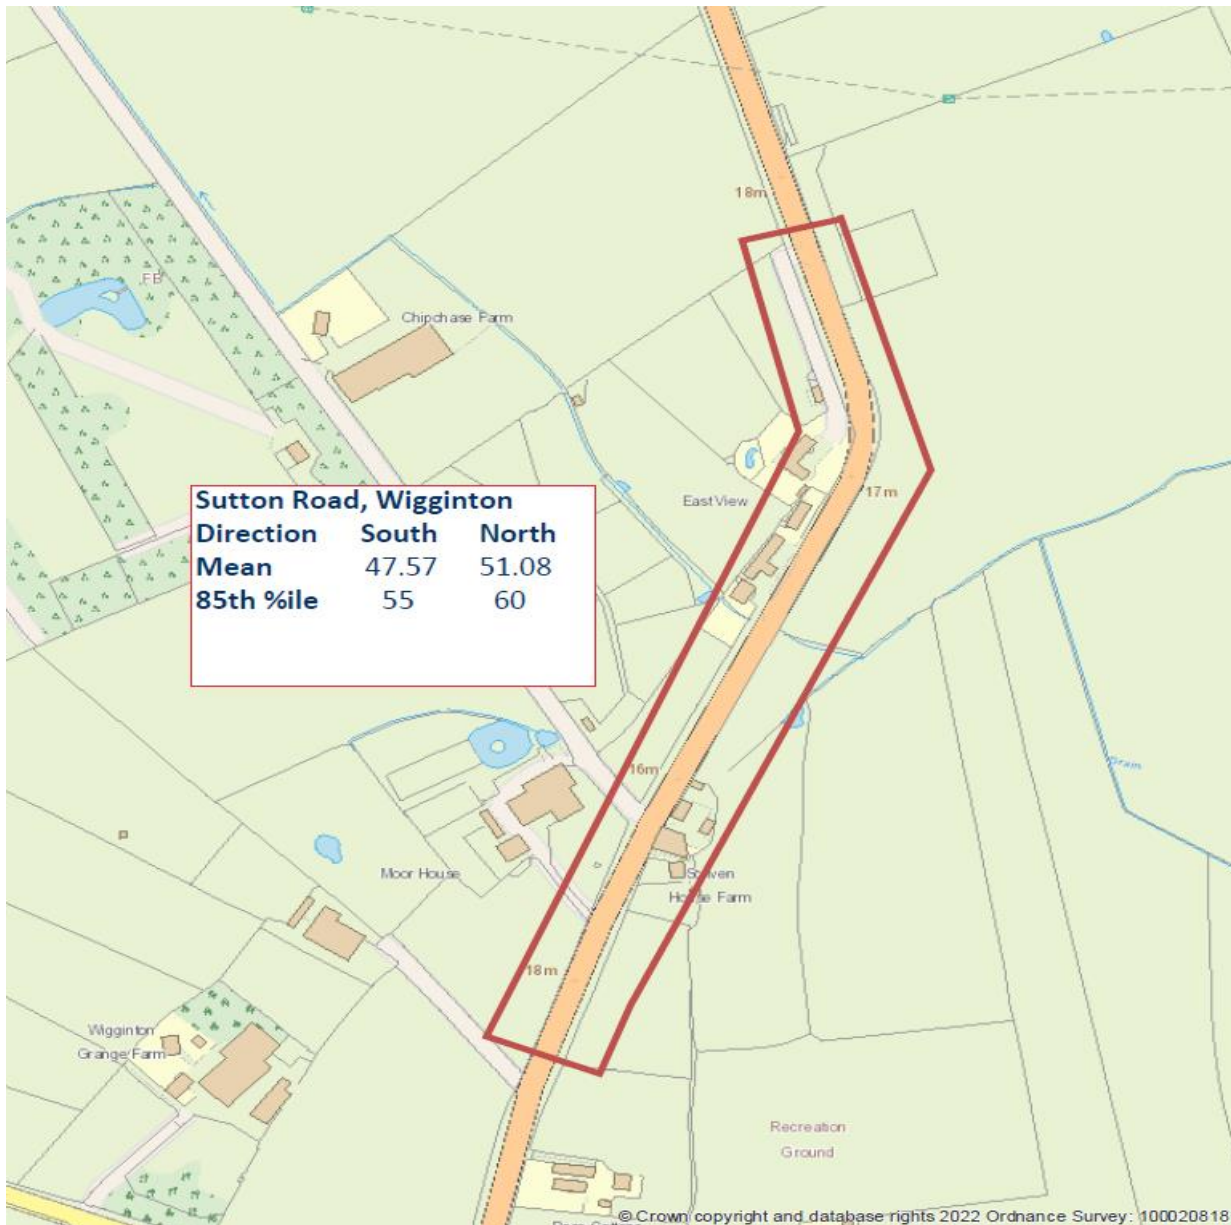 18m
FB
Chipchase Farm
East View
17m
Sutton Road, Wigginton
Direction South North
Mean 47.57 51.08
85th %ile 55 60
16m
Drain
Moor House
House Farm
18m
Wigginton
Grange Farm
Recreation
Ground
© Crown copyright and database rights 2022 Ordnance Survey: 100020818